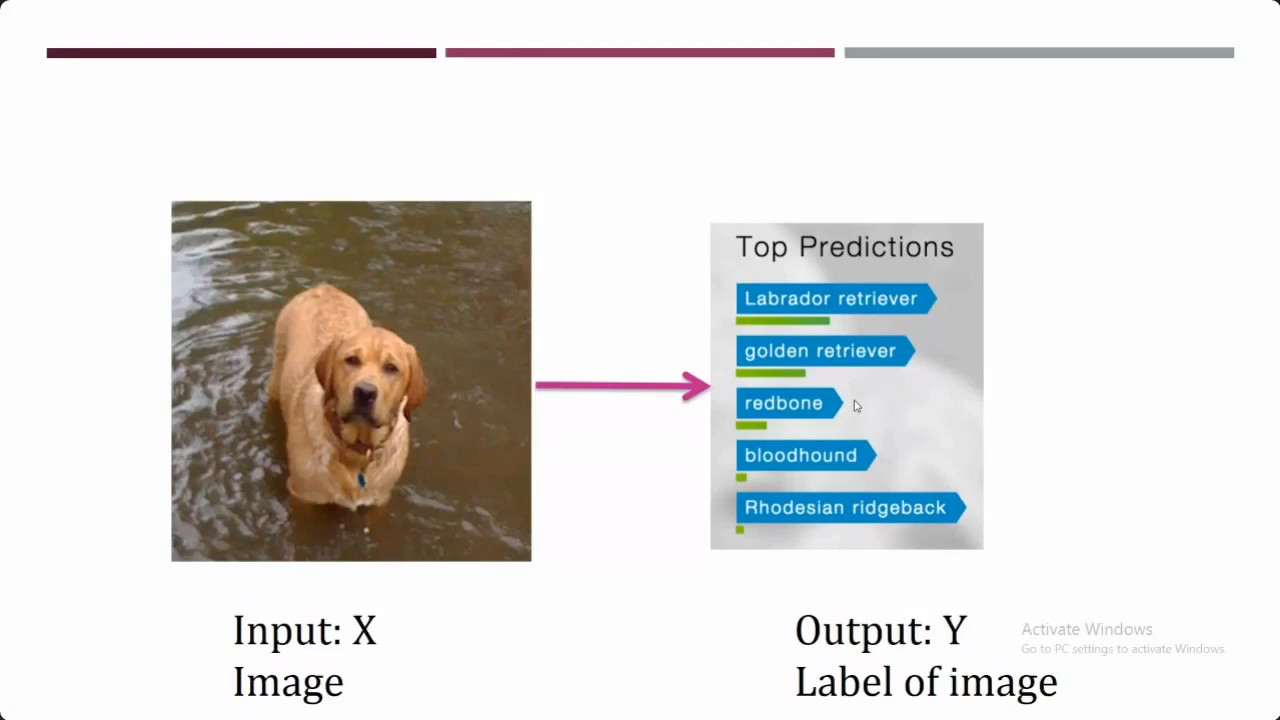 Top Predictions
Labrador retriever
golden retriever
redbone
bloodhound
Rhodesian ridgeback
Input: X
Image
Output: Y
Label of image
Activate Windows
Go to PC settings to activate Windows.